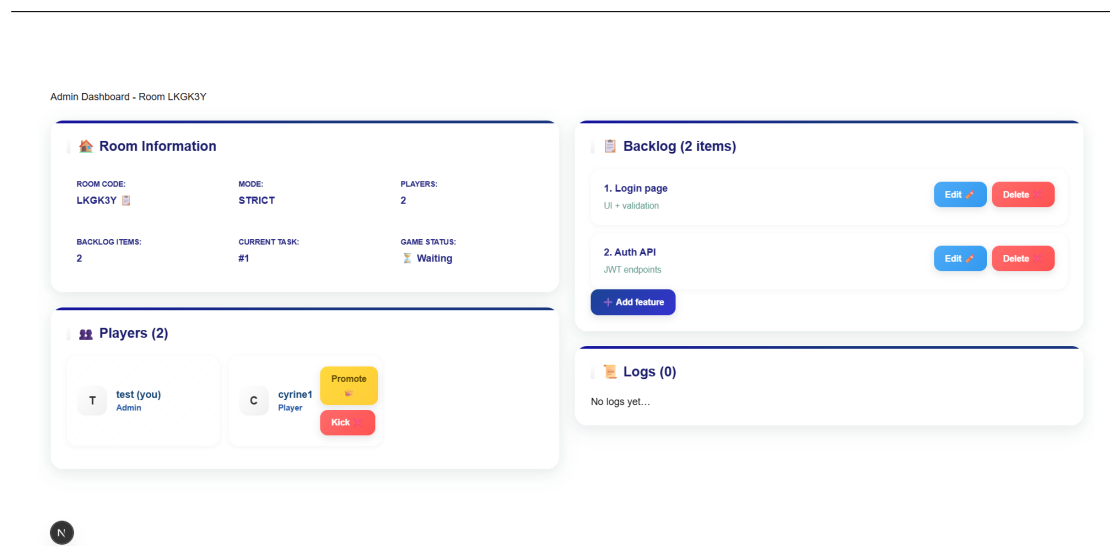 Admin Dashboard - Room LKGK3Y
Room Information
ROOM CODE:
LKGK3Y
MODE:
STRICT
PLAYERS:
2
BACKLOG ITEMS:
2
CURRENT TASK:
#1
GAME STATUS:
Waiting
Players (2)
T
test (you)
Admin
C
cyrine1
Player
Promote
Kick
Backlog (2 items)
1. Login page
UI + validation
Edit
Delete
2. Auth API
JWT endpoints
Edit
Delete
+ Add feature
Logs (0)
No logs yet...
N